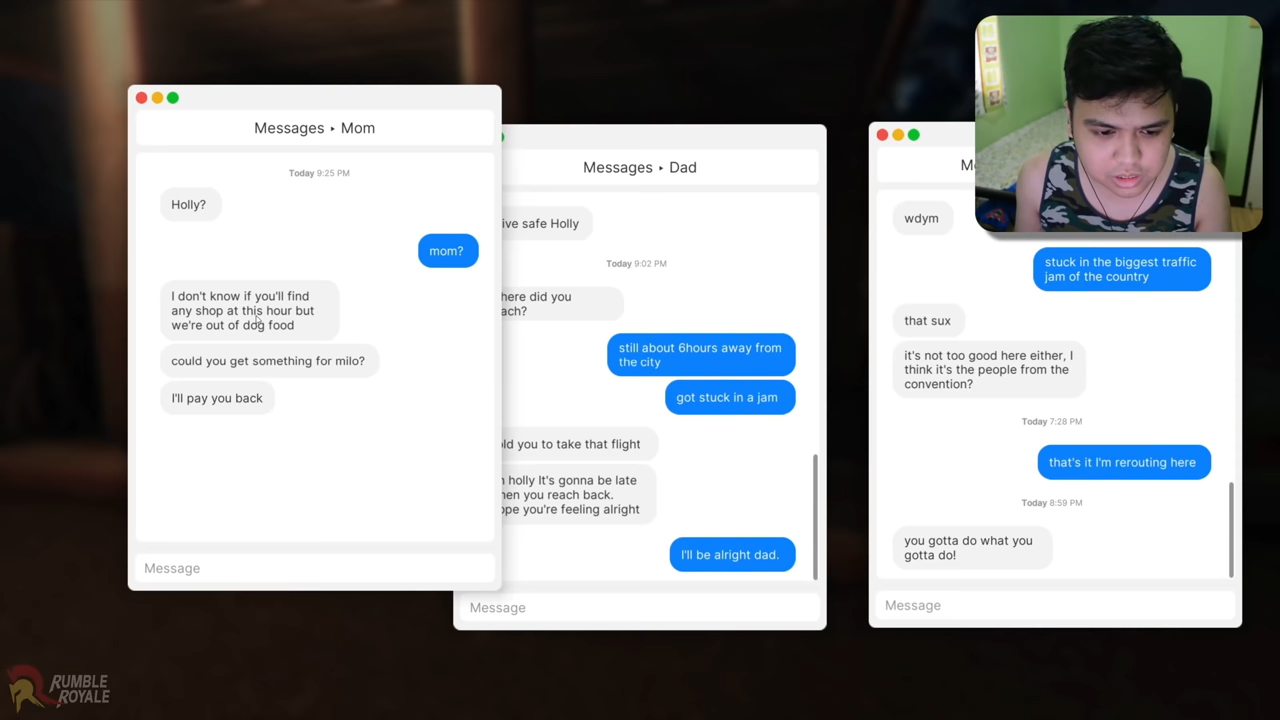 Messages ▸ Mom
Today 9:25 PM
Holly?
mom?
I don't know if you'll find
any shop at this hour but
we're out of dog food
could you get something for milo?
I'll pay you back
Message
Messages ▸ Dad
ive safe Holly
Today 9:02 PM
here did you
ach?
still about 6hours away from
the city
got stuck in a jam
old you to take that flight
h holly It's gonna be late
hen you reach back.
ope you're feeling alright
I'll be alright dad.
Message
M
wdym
stuck in the biggest traffic
jam of the country
that sux
it's not too good here either, I
think it's the people from the
convention?
Today 7:28 PM
that's it I'm rerouting here
Today 8:59 PM
you gotta do what you
gotta do!
Message
RUMBLE
ROYALE